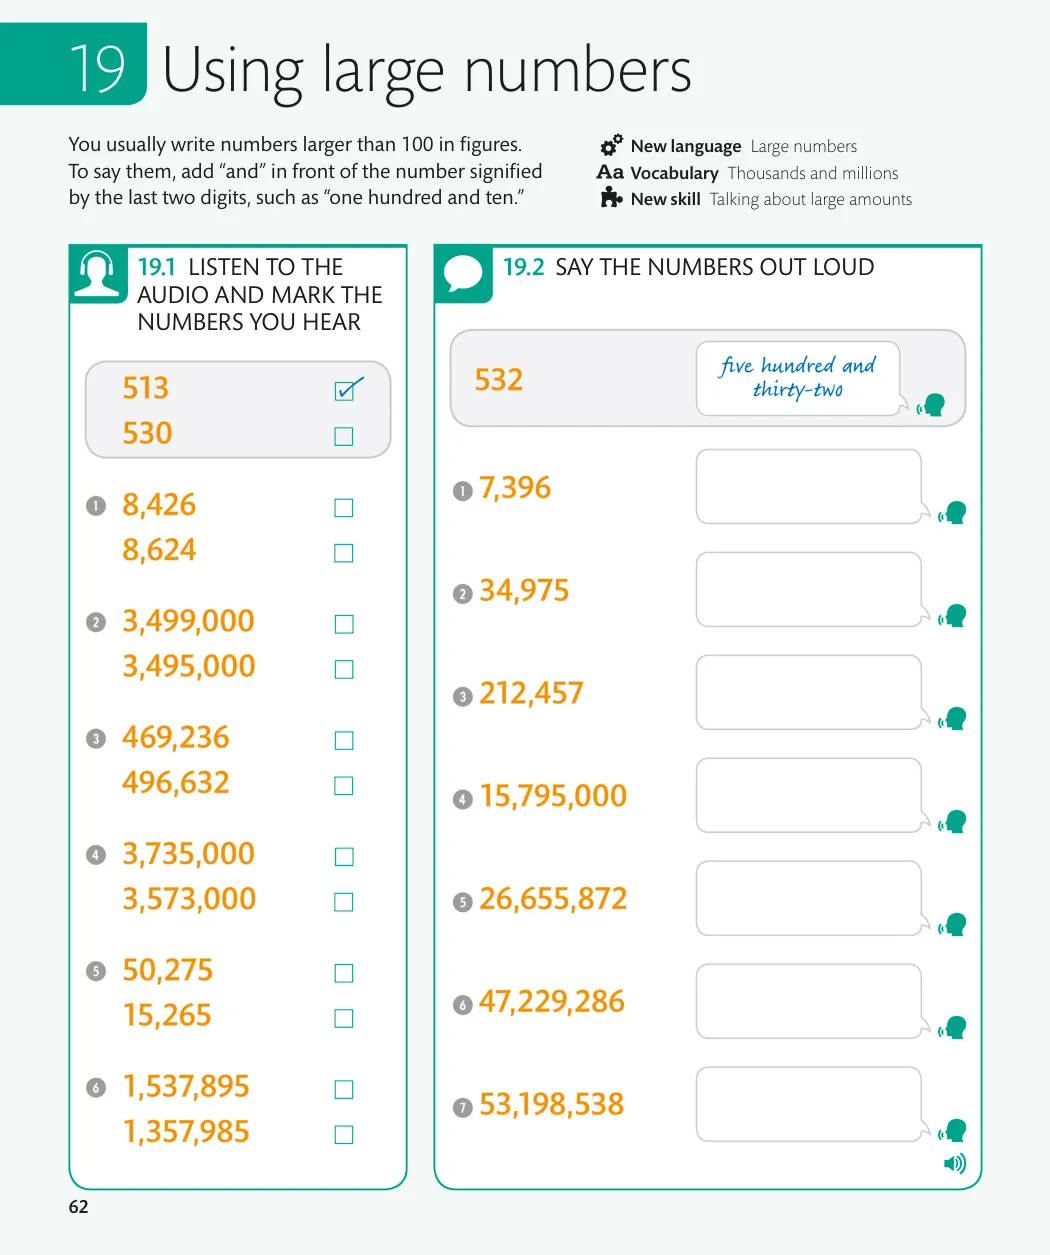 19 Using large numbers
You usually write numbers larger than 100 in figures.
To say them, add “and” in front of the number signified
by the last two digits, such as “one hundred and ten.”
New language Large numbers
Aa Vocabulary Thousands and millions
New skill Talking about large amounts
19.1 LISTEN TO THE
AUDIO AND MARK THE
NUMBERS YOU HEAR
513
530
1 8,426
8,624
2 3,499,000
3,495,000
3 469,236
496,632
4 3,735,000
3,573,000
5 50,275
15,265
6 1,537,895
1,357,985
19.2 SAY THE NUMBERS OUT LOUD
532
five hundred and
thirty-two
1 7,396
2 34,975
3 212,457
4 15,795,000
5 26,655,872
6 47,229,286
7 53,198,538
62